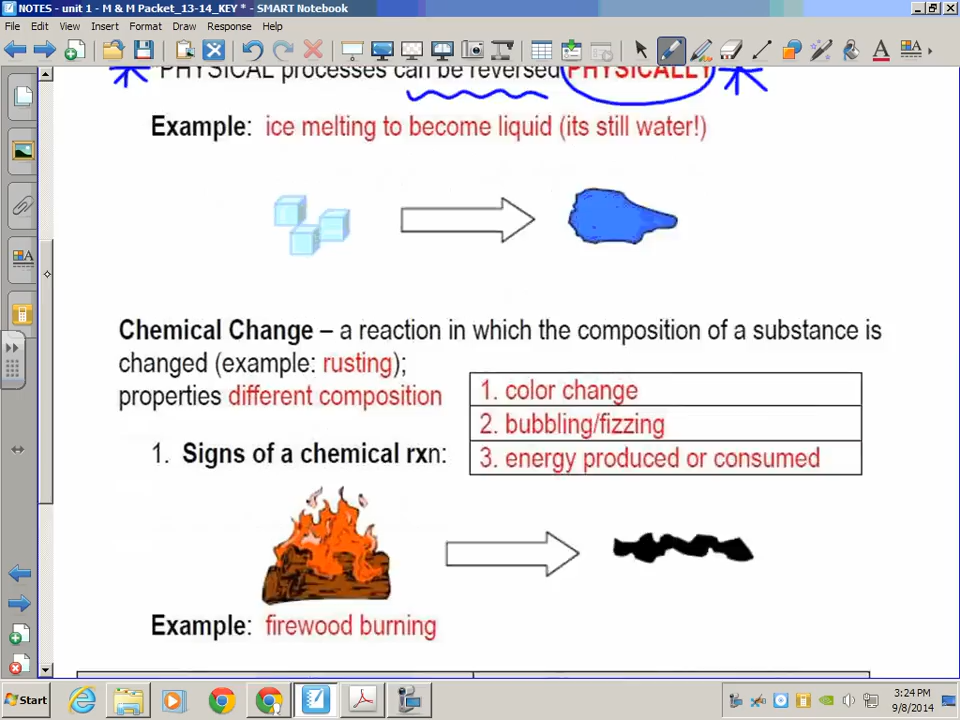 NOTES - unit 1 - M & M Packet_13-14_KEY * - SMART Notebook
File Edit View Insert Format Draw Response Help
PHYSICAL processes can be reversed PHYSICALLY
Example: ice melting to become liquid (its still water!)
Chemical Change – a reaction in which the composition of a substance is
changed (example: rusting);
properties different composition
1. color change
2. bubbling/fizzing
1. Signs of a chemical rxn:
3. energy produced or consumed
Example: firewood burning
Start
3:24 PM
9/8/2014